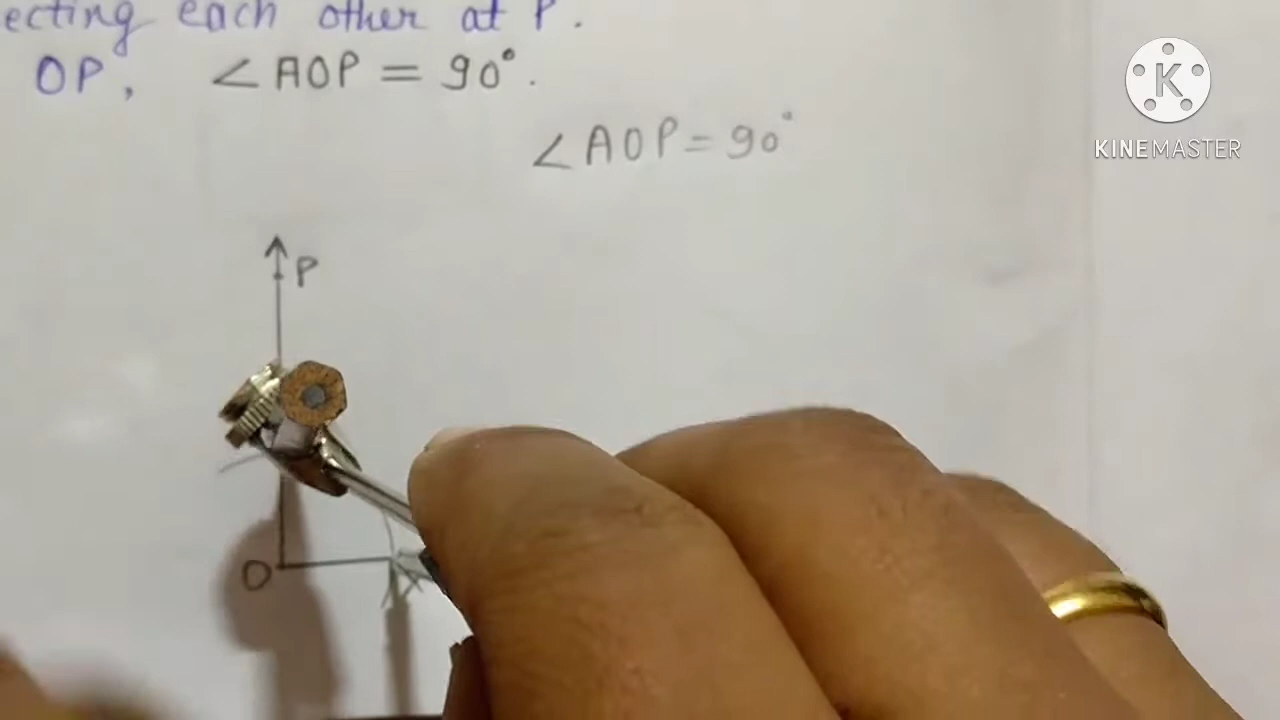 ecting each other at P.
OP, ∠AOP = 90°.
∠AOP = 90°
K
KINEMASTER
P
O